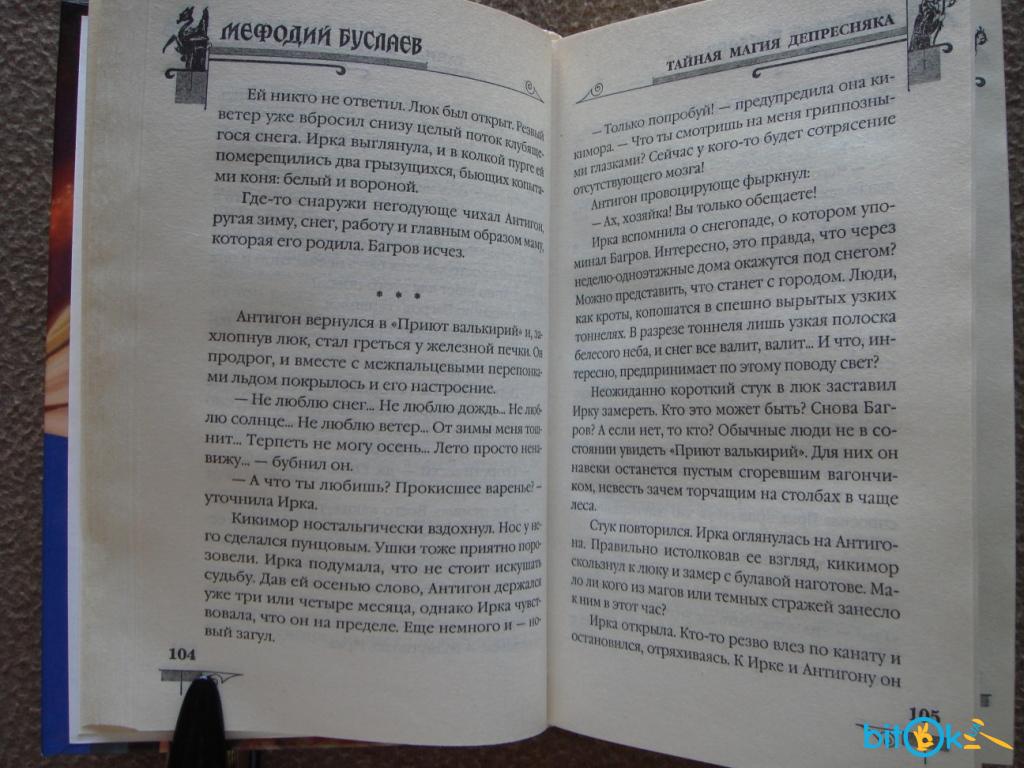 МЕФОДИЙ БУСЛАЕВ
Ей никто не ответил. Люк был открыт. Резвый
ветер уже вбросил снизу целый поток клубяще-
гося снега. Ирка выглянула, и в колкой пурге ей
померещились два грызущихся, бьющих копыта-
ми коня: белый и вороной.
Где-то снаружи негодующе чихал Антигон,
ругая зиму, снег, работу и главным образом маму,
которая его родила. Багров исчез.
* * *
Антигон вернулся в «Приют валькирий» и, за-
хлопнув люк, стал греться у железной печки. Он
продрог, и вместе с межпальцевыми перепонка-
ми льдом покрылось и его настроение.
— Не люблю снег... Не люблю дождь... Не люб-
лю солнце... Не люблю ветер... От зимы меня тош-
нит... Терпеть не могу осень... Лето просто нена-
вижу... — бубнил он.
— А что ты любишь? Прокисшее варенье? –
уточнила Ирка.
Кикимор ностальгически вздохнул. Нос у не-
го сделался пунцовым. Ушки тоже приятно поро-
зовели. Ирка подумала, что не стоит искушать
судьбу. Дав ей осенью слово, Антигон держался
уже три или четыре месяца, однако Ирка чувст-
вовала, что он на пределе. Еще немного и — но-
вый загул.
104
ТАЙНАЯ МАГИЯ ДЕПРЕСНЯКА
— Только попробуй! — предупредила она ки-
кимора. — Что ты смотришь на меня гриппозны-
ми глазками? Сейчас у кого-то будет сотрясение
отсутствующего мозга!
Антигон провоцирующе фыркнул:
— Ах, хозяйка! Вы только обещаете!
Ирка вспомнила о снегопаде, о котором упо-
минал Багров. Интересно, это правда, что через
неделю-одноэтажные дома окажутся под снегом?
Можно представить, что станет с городом. Люди,
как кроты, копошатся в спешно вырытых узких
тоннелях. В разрезе тоннеля лишь узкая полоска
белесого неба, и снег все валит, валит... И что, ин-
тересно, предпринимает по этому поводу свет?
Неожиданно короткий стук в люк заставил
Ирку замереть. Кто это может быть? Снова Баг-
ров? А если нет, то кто? Обычные люди не в со-
стоянии увидеть «Приют валькирий». Для них он
навеки останется пустым сгоревшим вагончи-
ком, невесть зачем торчащим на столбах в чаще
леса.
Стук повторился. Ирка оглянулась на Антиго-
на. Правильно истолковав ее взгляд, кикимор
скользнул к люку и замер с булавой наготове. Ма-
ло ли кого из магов или темных стражей занесло
к ним в этот час?
Ирка открыла. Кто-то резво влез по канату и
остановился, отряхиваясь. К Ирке и Антигону он
105